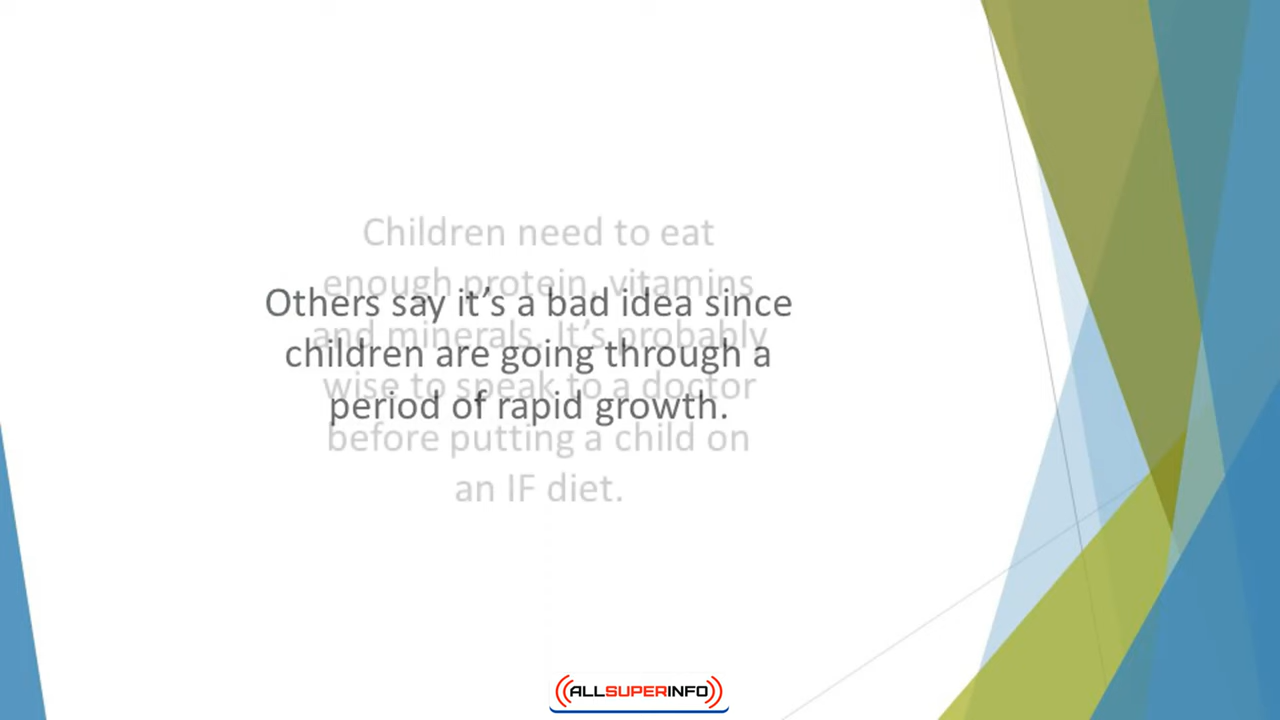 Children need to eat
enough protein, vitamins
and minerals. It's probably
wise to speak to a doctor
before putting a child on
an IF diet.
Others say it’s a bad idea since
children are going through a
period of rapid growth.
ALLSUPERINFO